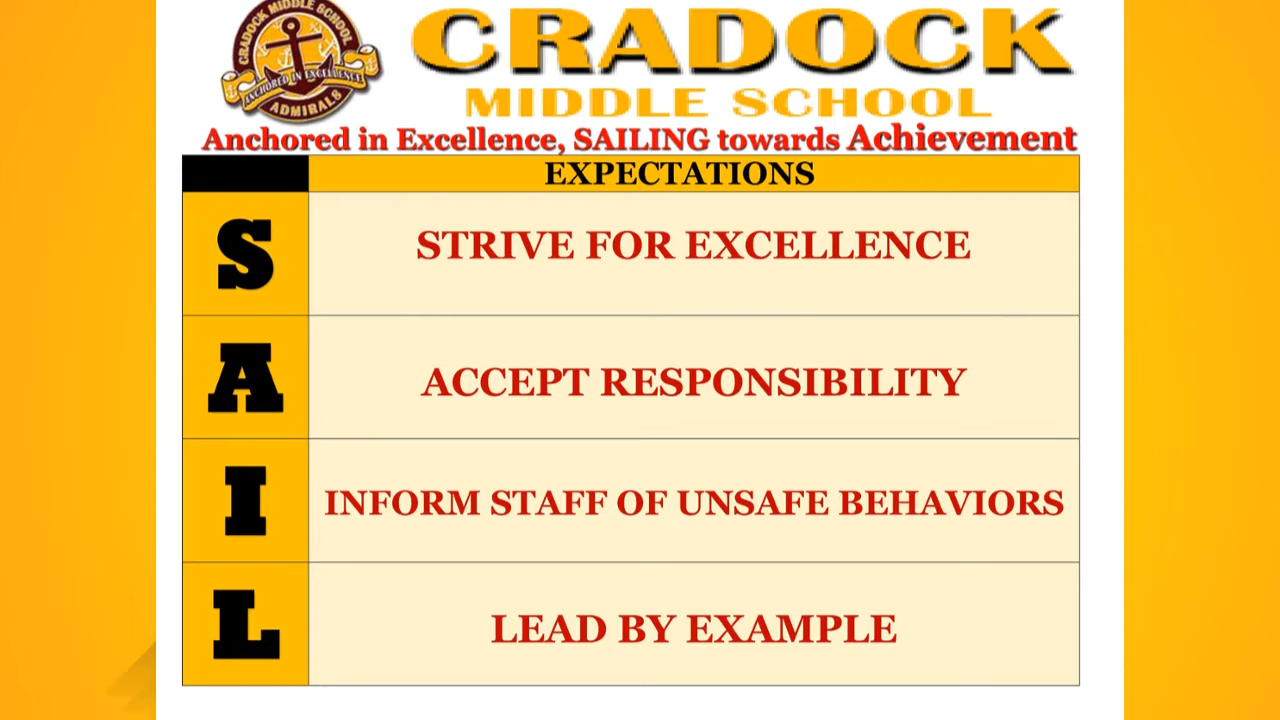 CRADOCK MIDDLE SCHOOL
ANCHORED IN EXCELLENCE
ADMIRALS
CRADOCK
MIDDLE SCHOOL
Anchored in Excellence, SAILING towards Achievement
EXPECTATIONS
S
STRIVE FOR EXCELLENCE
A
ACCEPT RESPONSIBILITY
I
INFORM STAFF OF UNSAFE BEHAVIORS
L
LEAD BY EXAMPLE